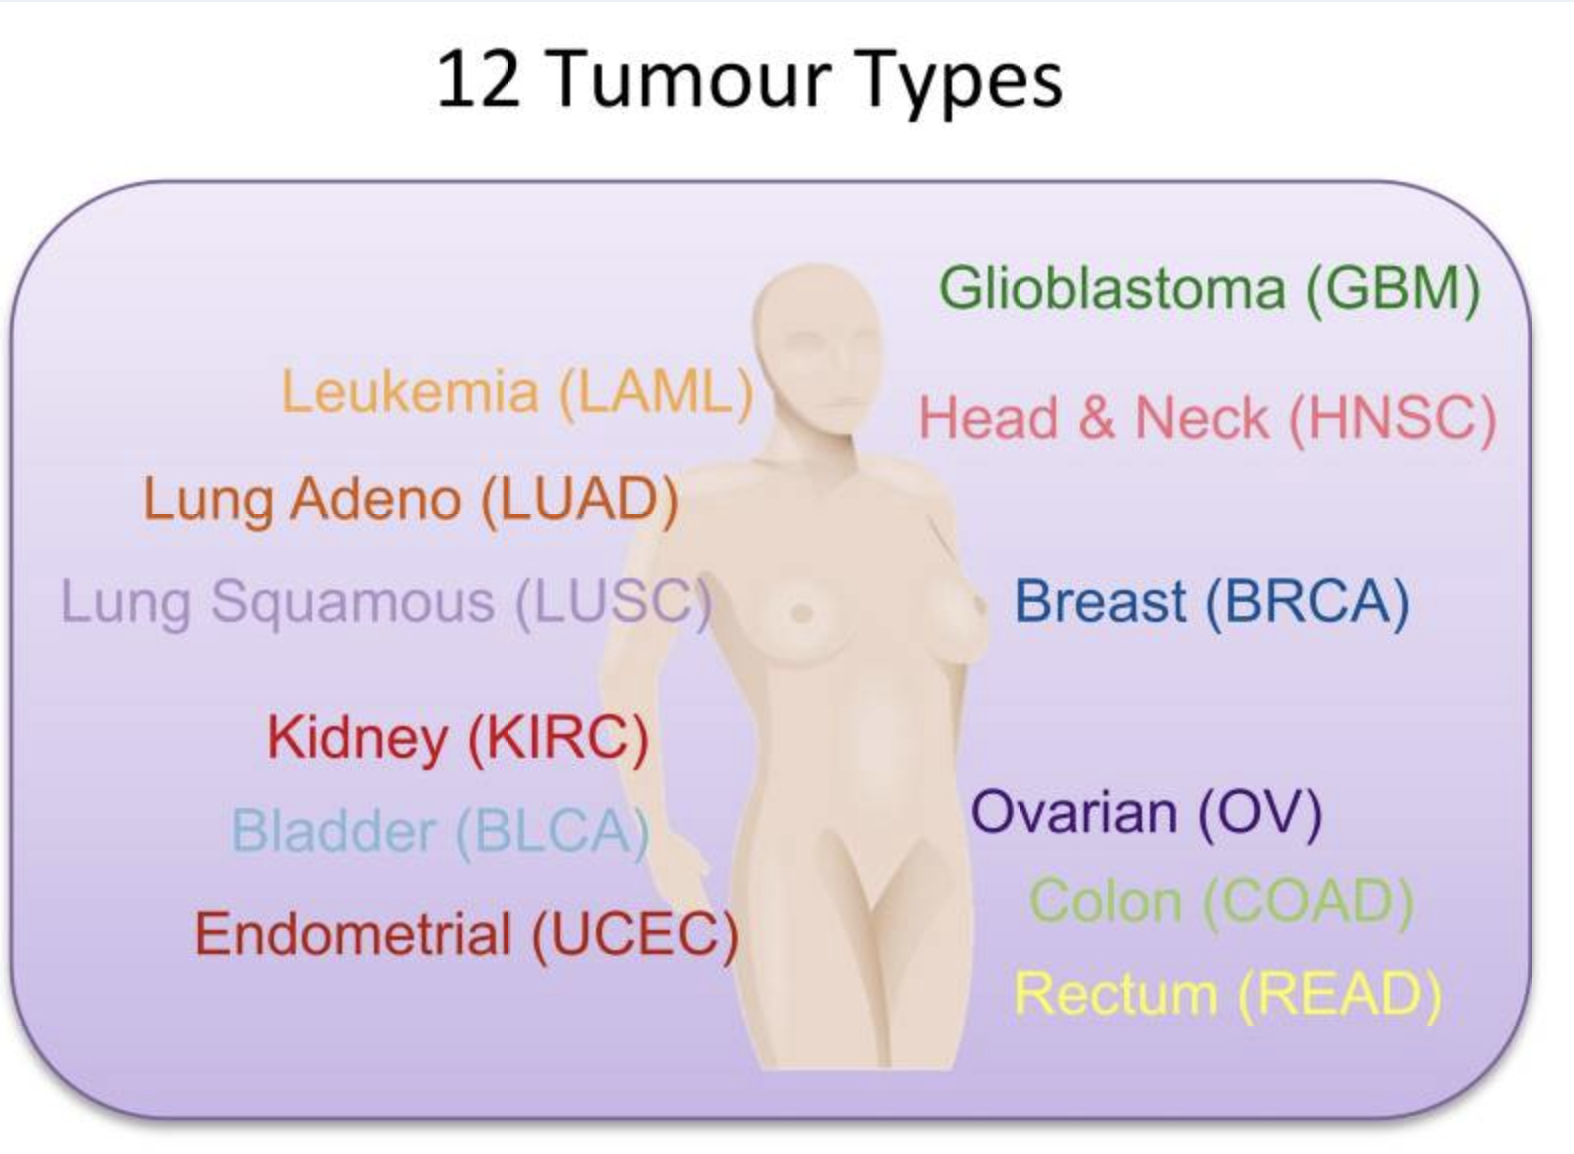 12 Tumour Types
Glioblastoma (GBM)
Leukemia (LAML)
Head & Neck (HNSC)
Lung Adeno (LUAD)
Lung Squamous (LUSC)
Breast (BRCA)
Kidney (KIRC)
Ovarian (OV)
Bladder (BLCA)
Colon (COAD)
Endometrial (UCEC)
Rectum (READ)